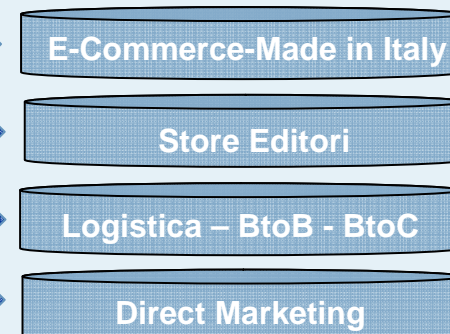 E-Commerce-Made in Italy
Store Editori
Logistica – BtoB - BtoC
Direct Marketing